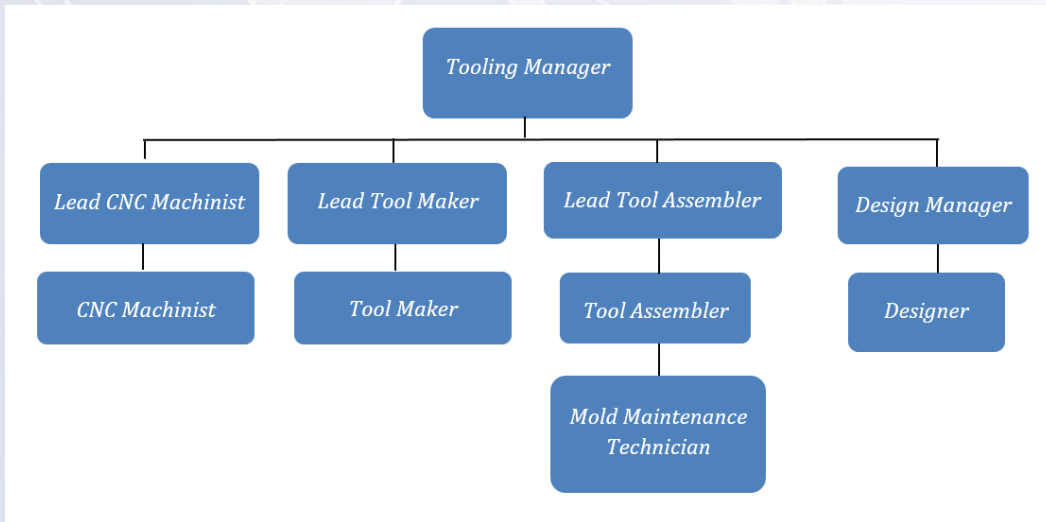 Tooling Manager
Lead CNC Machinist
Lead Tool Maker
Lead Tool Assembler
Design Manager
CNC Machinist
Tool Maker
Tool Assembler
Designer
Mold Maintenance
Technician